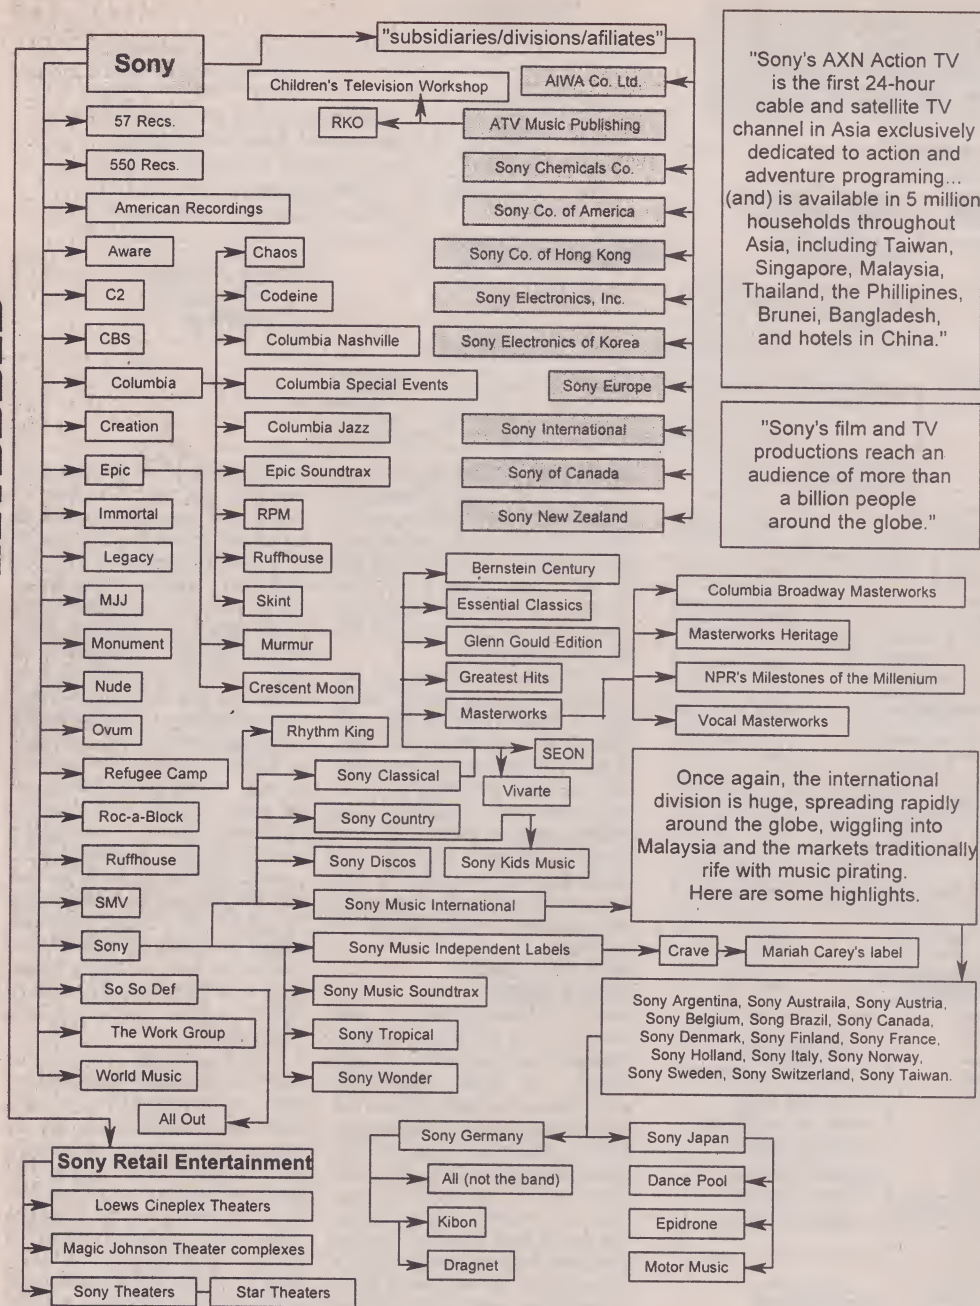 Sony
"subsidiaries/divisions/afiliates"
Children's Television Workshop
RKO
AIWA Co. Ltd.
ATV Music Publishing
Sony Chemicals Co.
Sony Co. of America
Sony Co. of Hong Kong
Sony Electronics, Inc.
Sony Electronics of Korea
Sony Europe
Sony International
Sony of Canada
Sony New Zealand
"Sony's AXN Action TV
is the first 24-hour
cable and satellite TV
channel in Asia exclusively
dedicated to action and
adventure programing...
(and) is available in 5 million
households throughout
Asia, including Taiwan,
Singapore, Malaysia,
Thailand, the Phillipines,
Brunei, Bangladesh,
and hotels in China."
"Sony's film and TV
productions reach an
audience of more than
a billion people
around the globe."
57 Recs.
550 Recs.
American Recordings
Aware
C2
CBS
Columbia
Creation
Epic
Immortal
Legacy
MJJ
Monument
Nude
Ovum
Refugee Camp
Roc-a-Block
Ruffhouse
SMV
Sony
So So Def
The Work Group
World Music
All Out
Chaos
Codeine
Columbia Nashville
Columbia Special Events
Columbia Jazz
Epic Soundtrax
RPM
Ruffhouse
Skint
Murmur
Crescent Moon
Rhythm King
Bernstein Century
Essential Classics
Glenn Gould Edition
Greatest Hits
Masterworks
SEON
Vivarte
Columbia Broadway Masterworks
Masterworks Heritage
NPR's Milestones of the Millenium
Vocal Masterworks
Sony Classical
Sony Country
Sony Discos
Sony Kids Music
Sony Music International
Sony Music Independent Labels
Crave
Mariah Carey's label
Sony Music Soundtrax
Sony Tropical
Sony Wonder
Once again, the international
division is huge, spreading rapidly
around the globe, wiggling into
Malaysia and the markets traditionally
rife with music pirating.
Here are some highlights.
Sony Argentina, Sony Austraila, Sony Austria,
Sony Belgium, Song Brazil, Sony Canada,
Sony Denmark, Sony Finland, Sony France,
Sony Holland, Sony Italy, Sony Norway,
Sony Sweden, Sony Switzerland, Sony Taiwan.
Sony Germany
All (not the band)
Kibon
Dragnet
Sony Japan
Dance Pool
Epidrone
Motor Music
Sony Retail Entertainment
Loews Cineplex Theaters
Magic Johnson Theater complexes
Sony Theaters
Star Theaters